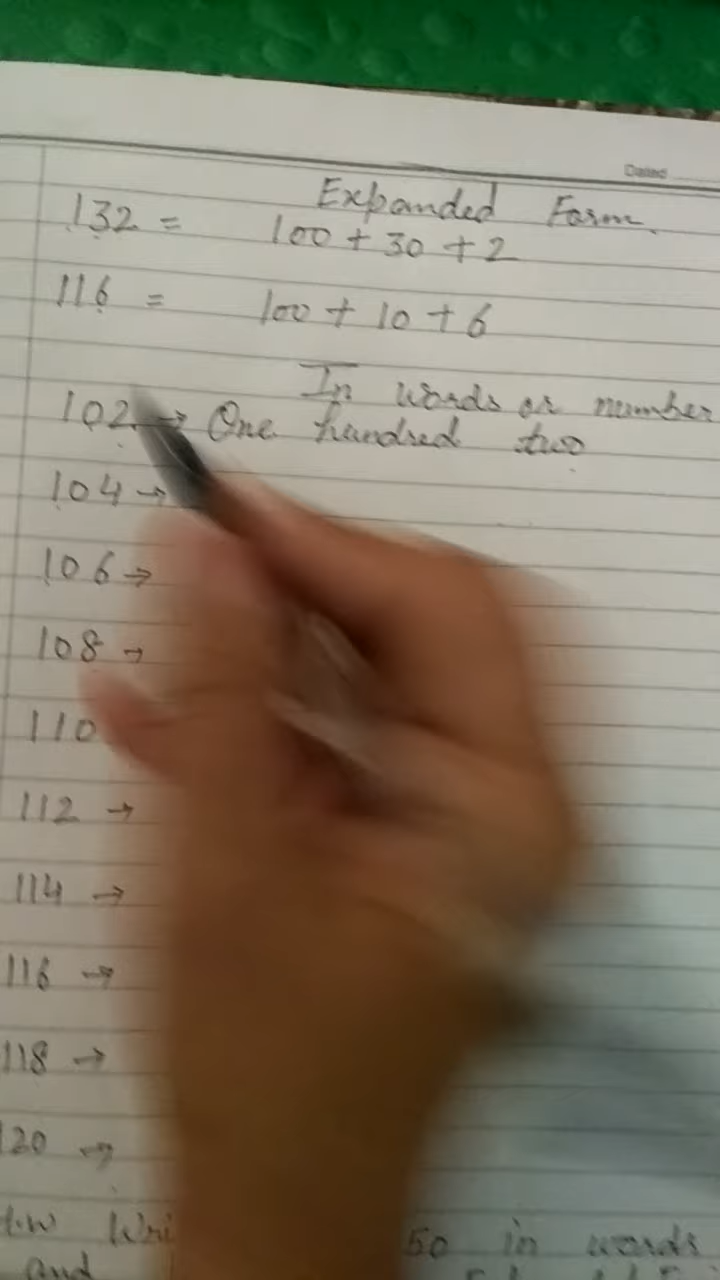 Dated
Expanded Form.
132 = 100 + 30 + 2
116 = 100 + 10 + 6
In words or number
102 → One hundred two
104 →
106 →
108 →
110
112 →
114 →
116 →
118 →
120 →
50 in words
and